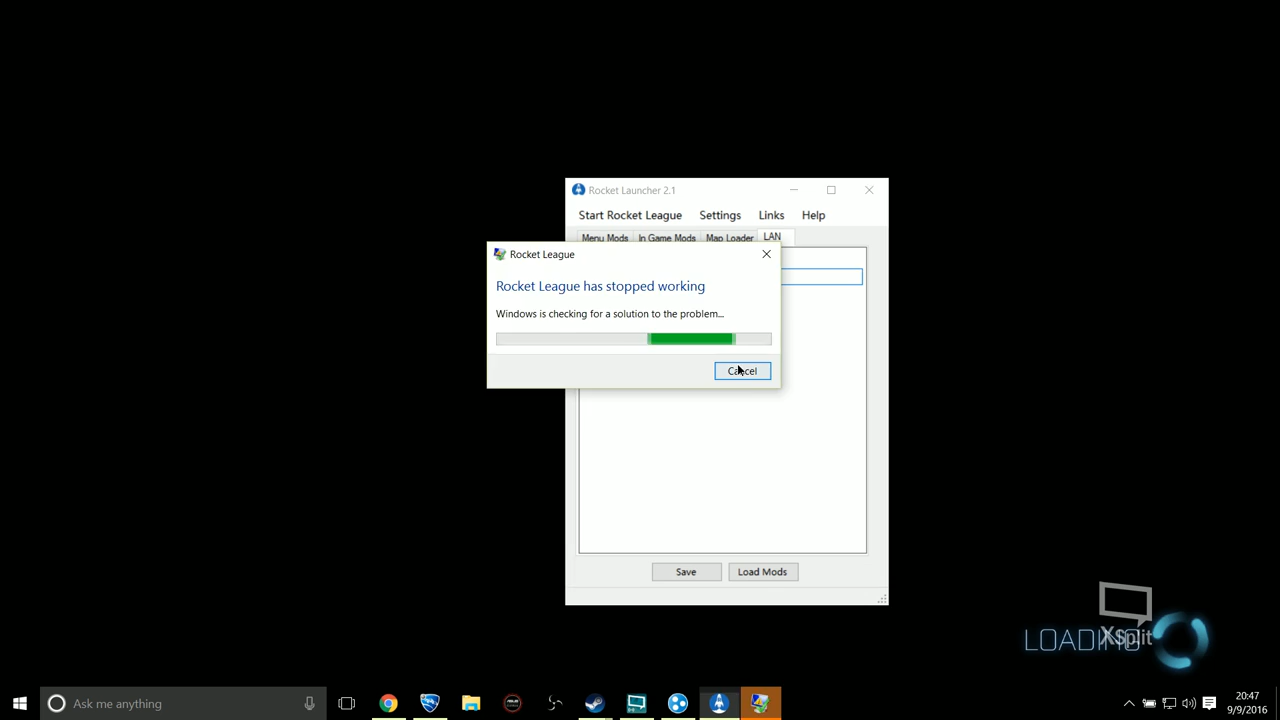 Rocket Launcher 2.1
Start Rocket League Settings Links Help
Menu Mods In Game Mods Map Loader LAN
Rocket League
Rocket League has stopped working
Windows is checking for a solution to the problem...
Cancel
Save Load Mods
LOADING
XSplit
Ask me anything
20:47
9/9/2016